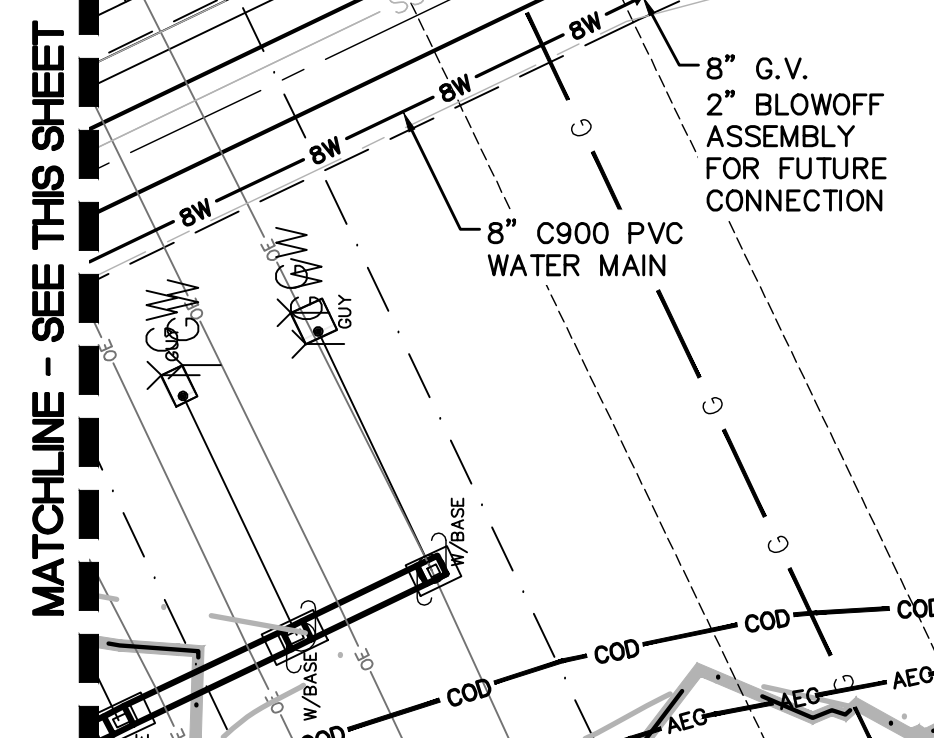 MATCHLINE - SEE THIS SHEET
8" G.V.
2" BLOWOFF
ASSEMBLY
FOR FUTURE
CONNECTION
8" C900 PVC
WATER MAIN
8W
8W
8W
8W
G
G
G
G
OE
OE
OE
OE
OE
GUY
GUY
W/BASE
W/BASE
COD
COD
COD
COD
AEG
AEG
AEG